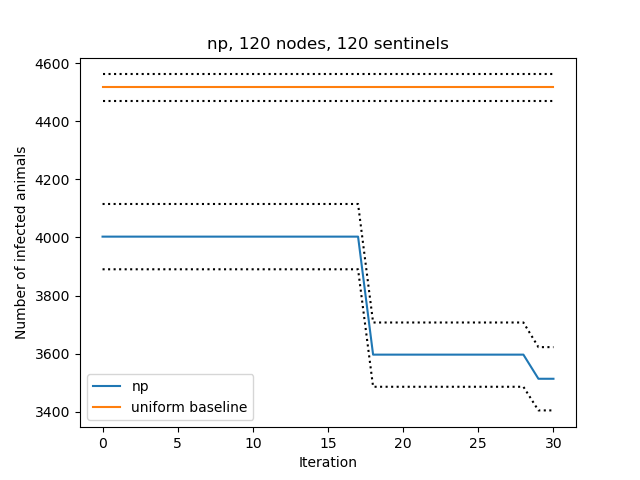 np, 120 nodes, 120 sentinels
4600
4400
4200
4000
3800
3600
3400
Number of infected animals
np
uniform baseline
0 5 10 15 20 25 30
Iteration